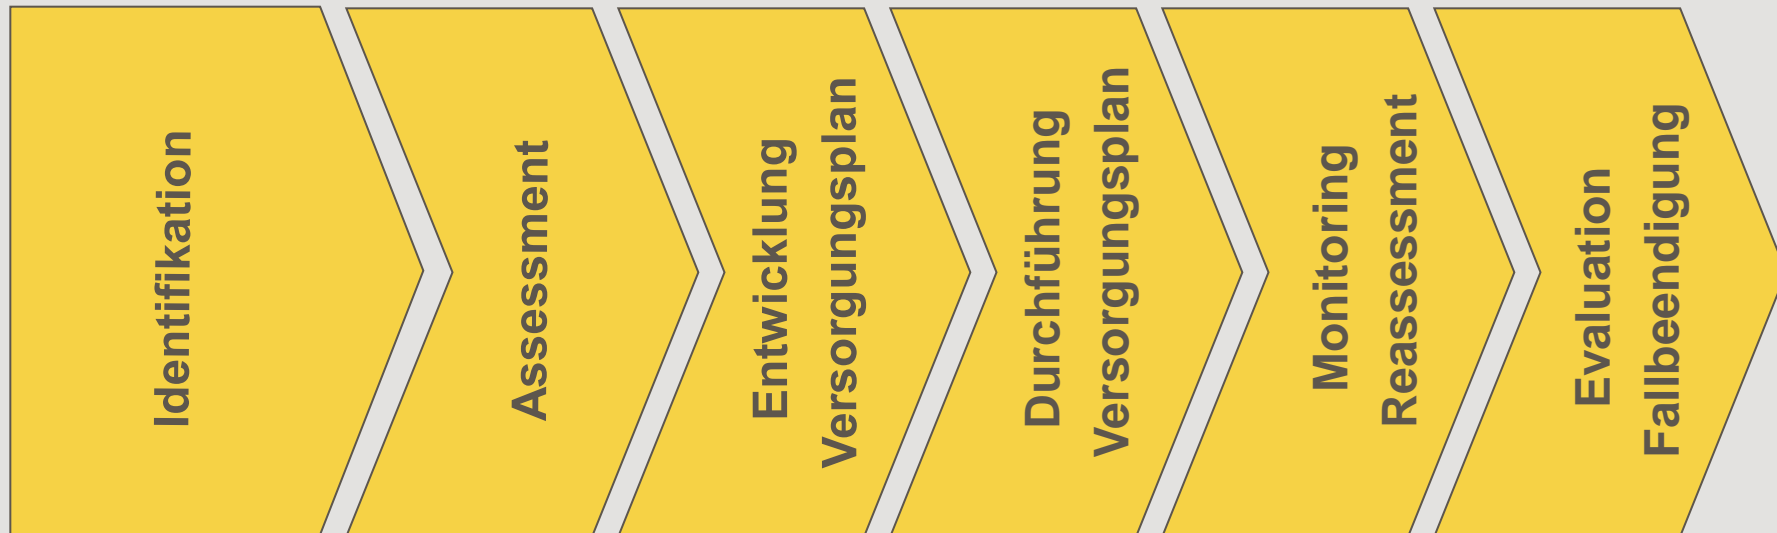 Identifikation
Assessment
Entwicklung
Versorgungsplan
Durchführung
Versorgungsplan
Monitoring
Reassessment
Evaluation
Fallbeendigung